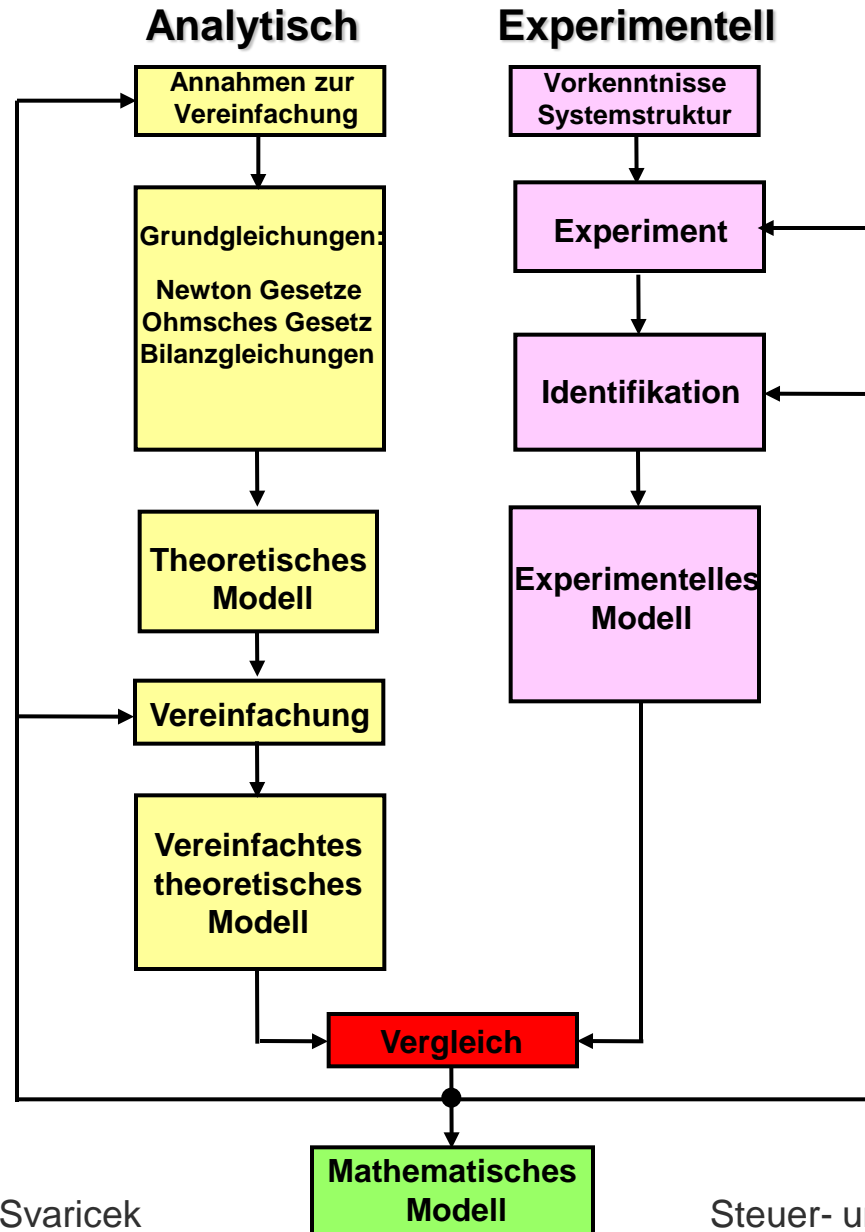 Analytisch
Experimentell
Annahmen zur
Vereinfachung
Vorkenntnisse
Systemstruktur
Grundgleichungen:
Newton Gesetze
Ohmsches Gesetz
Bilanzgleichungen
Experiment
Identifikation
Theoretisches
Modell
Experimentelles
Modell
Vereinfachung
Vereinfachtes
theoretisches
Modell
Vergleich
Mathematisches
Modell
Svaricek
Steuer-